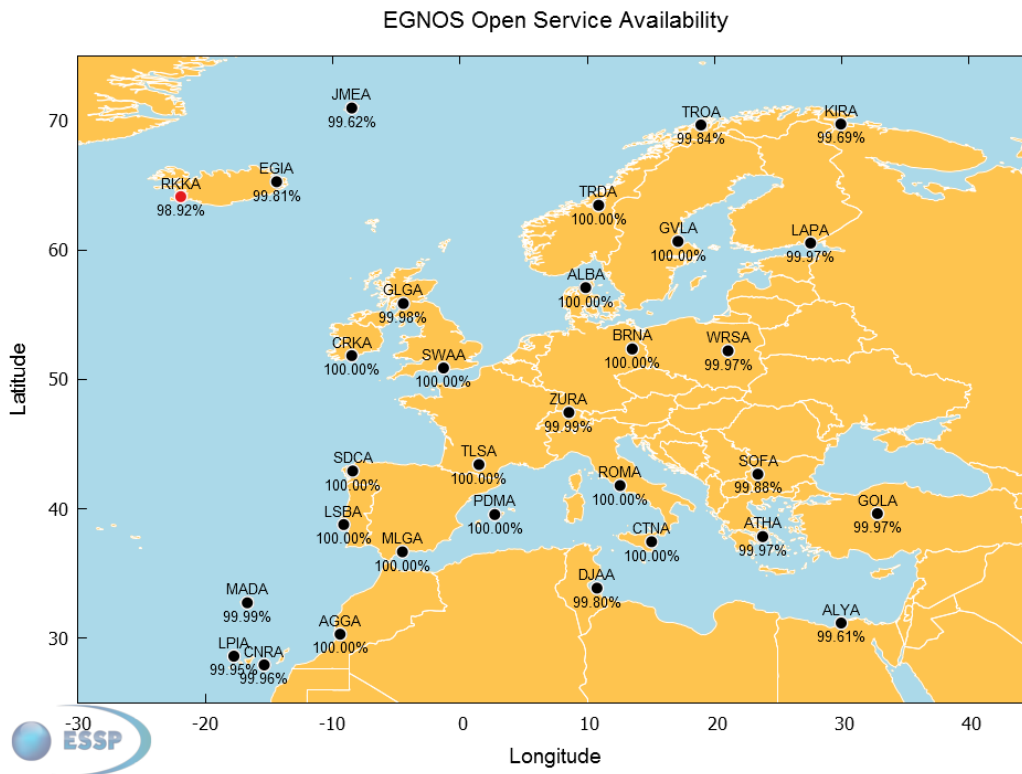 EGNOS Open Service Availability
Latitude
70
60
50
40
30
JMEA
99.62%
TROA
99.84%
KIRA
99.69%
EGIA
99.81%
RKKA
98.92%
TRDA
100.00%
GVLA
100.00%
LAPA
99.97%
ALBA
100.00%
GLGA
99.98%
CRKA
100.00%
SWAA
100.00%
BRNA
100.00%
WRSA
99.97%
ZURA
99.99%
SDCA
100.00%
TLSA
100.00%
ROMA
100.00%
SOFA
99.88%
LSBA
100.00%
PDMA
100.00%
GOLA
99.97%
MLGA
100.00%
CTNA
100.00%
ATHA
99.97%
MADA
99.99%
DJAA
99.80%
AGGA
100.00%
ALYA
99.61%
LPIA
99.95%
CNRA
99.96%
-30 -20 -10 0 10 20 30 40
Longitude
ESSP